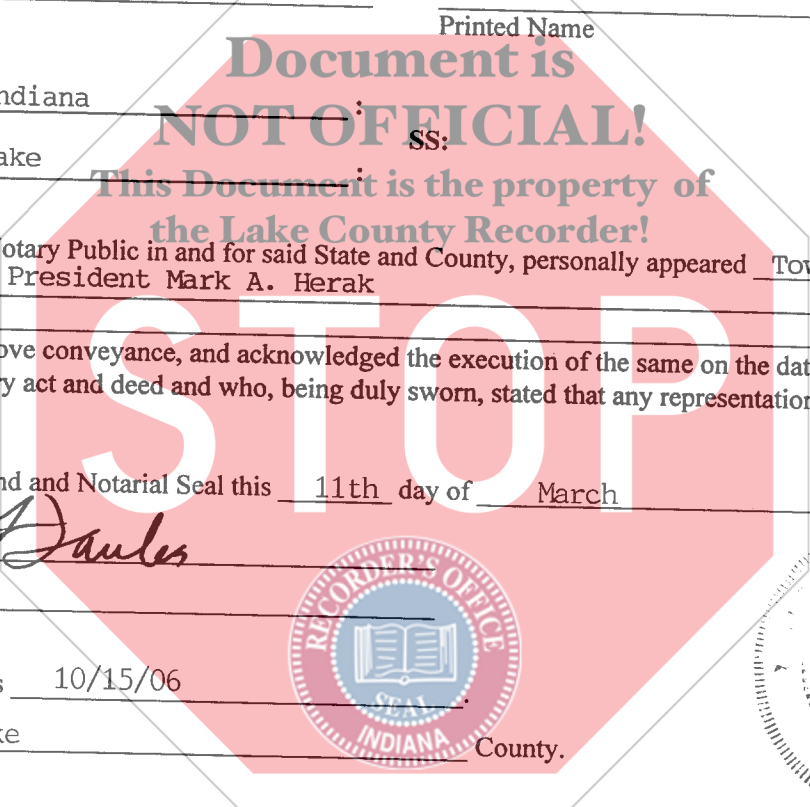 Printed Name
Document is
ndiana :
NOT OFFICIAL!
SS:
ake :
This Document is the property of
the Lake County Recorder!
otary Public in and for said State and County, personally appeared Tow
President Mark A. Herak
ove conveyance, and acknowledged the execution of the same on the dat
y act and deed and who, being duly sworn, stated that any representation
STOP
nd and Notarial Seal this 11th day of March
RECORDER'S OFFICE
SEAL
INDIANA
s 10/15/06 .
ke County.